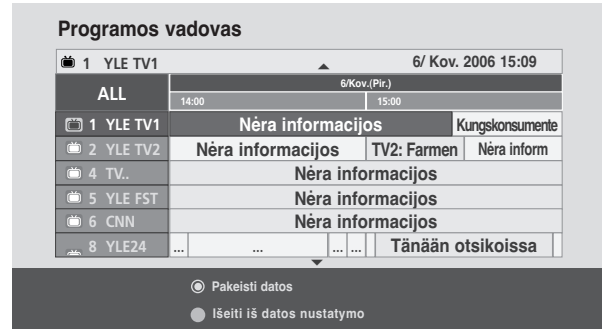 Programos vadovas
1 YLE TV1 6/ Kov. 2006 15:09
ALL 6/Kov.(Pir.)
14:00 15:00
1 YLE TV1 Nėra informacijos Kungskonsumente
2 YLE TV2 Nėra informacijos TV2: Farmen Nėra inform
4 TV.. Nėra informacijos
5 YLE FST Nėra informacijos
6 CNN Nėra informacijos
8 YLE24 ... ... ... ... Tänään otsikoissa
Pakeisti datos
Išeiti iš datos nustatymo